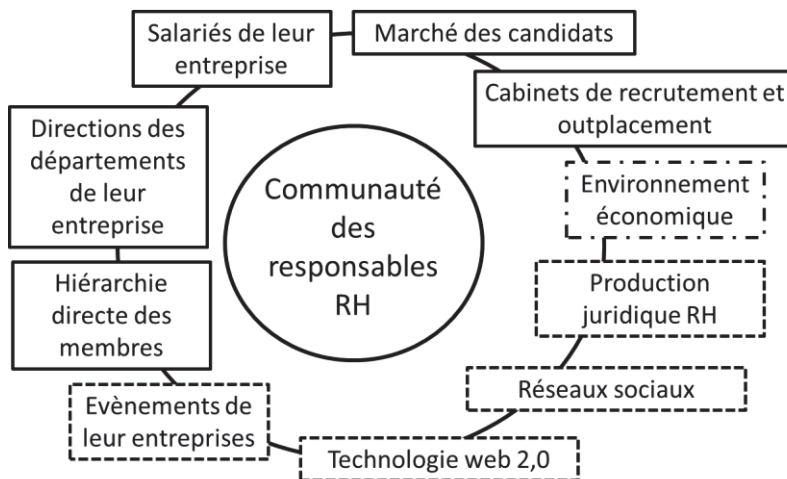 Salariés de leur
entreprise
Marché des candidats
Cabinets de recrutement et
outplacement
Directions des
départements
de leur
entreprise
Communauté
des
responsables
RH
Environnement
économique
Hiérarchie
directe des
membres
Production
juridique RH
Réseaux sociaux
Evènements de
leur entreprises
Technologie web 2,0